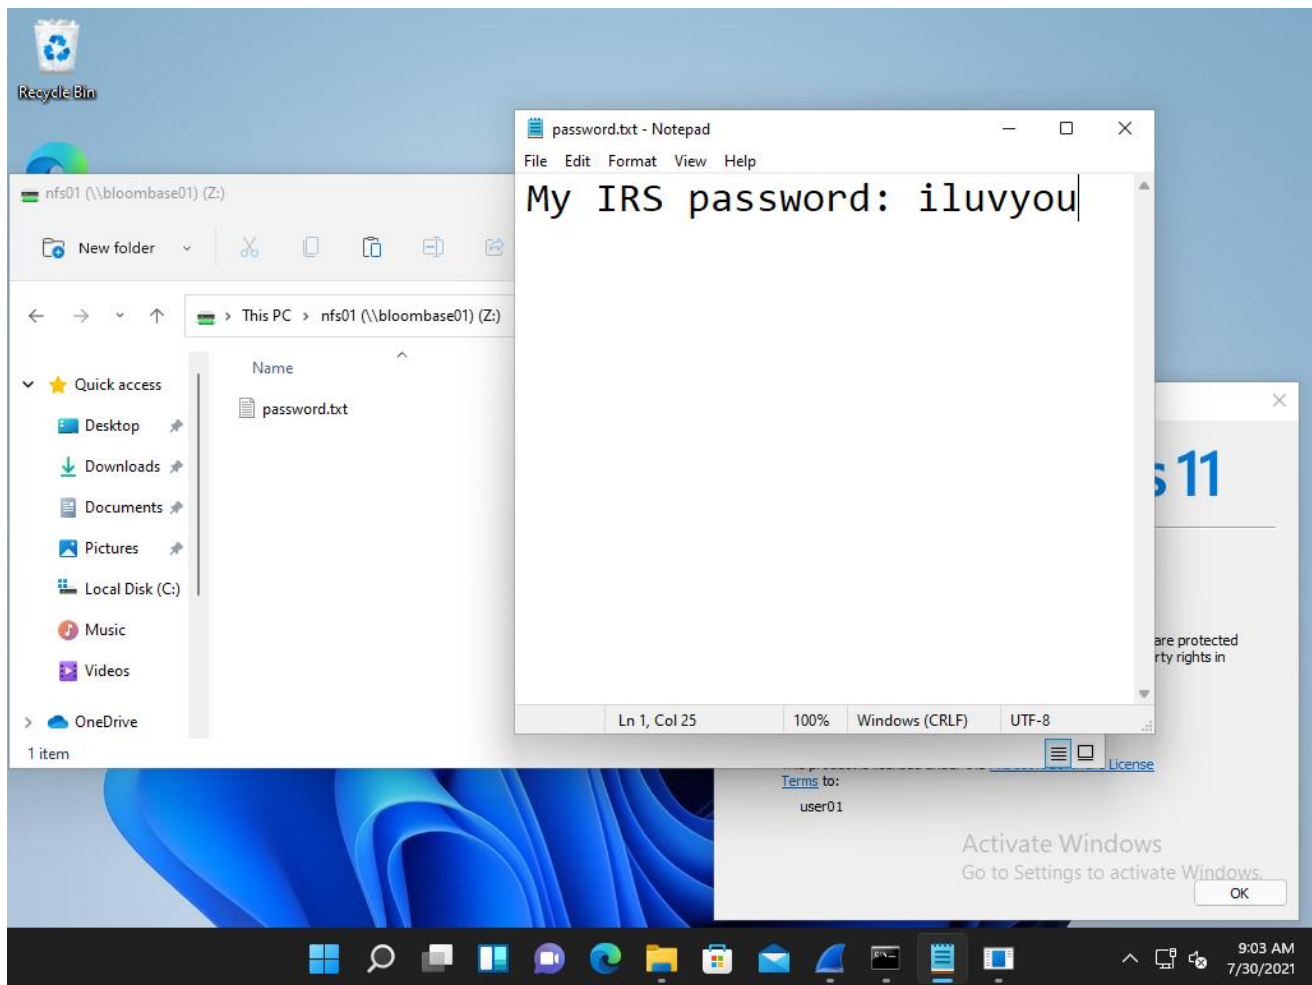 Recycle Bin
password.txt - Notepad
File Edit Format View Help
My IRS password: iluvyou
Ln 1, Col 25 100% Windows (CRLF) UTF-8
nfs01 (\\bloombase01) (Z:)
New folder
This PC > nfs01 (\\bloombase01) (Z:)
Name
password.txt
Quick access
Desktop
Downloads
Documents
Pictures
Local Disk (C:)
Music
Videos
OneDrive
1 item
s 11
are protected
rty rights in
License
Terms to:
user01
Activate Windows
Go to Settings to activate Windows.
OK
9:03 AM
7/30/2021